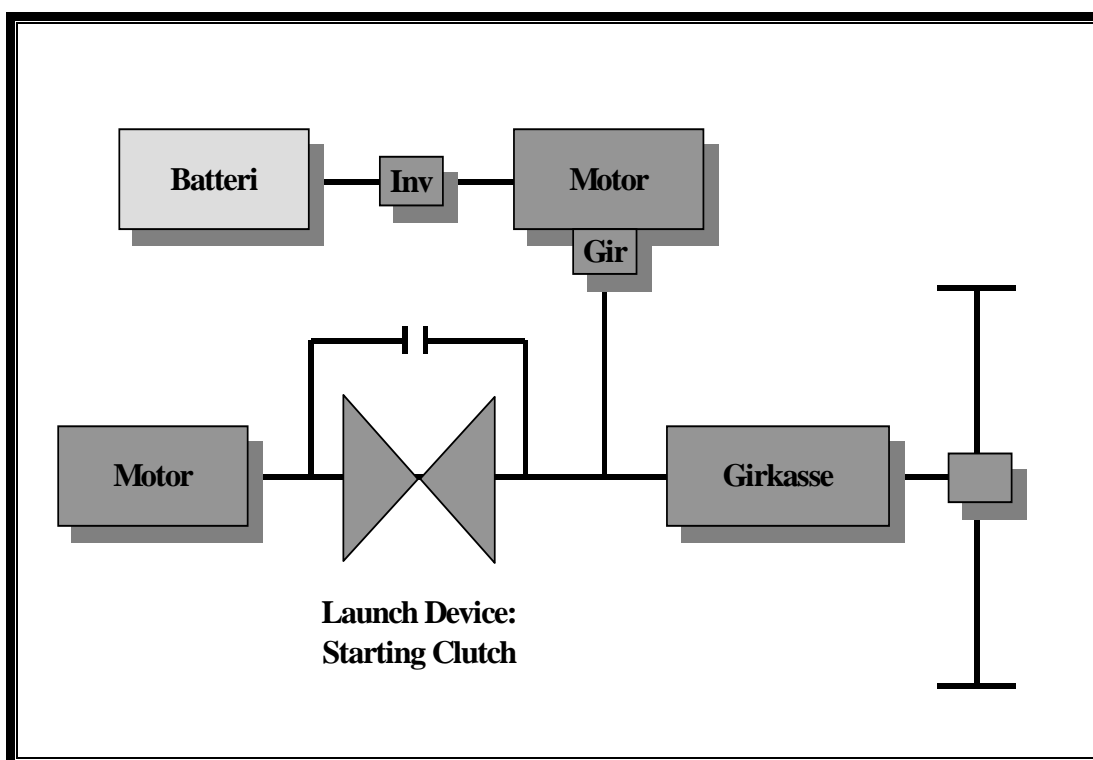 Batteri
Inv
Motor
Gir
Motor
Girkasse
Launch Device:
Starting Clutch